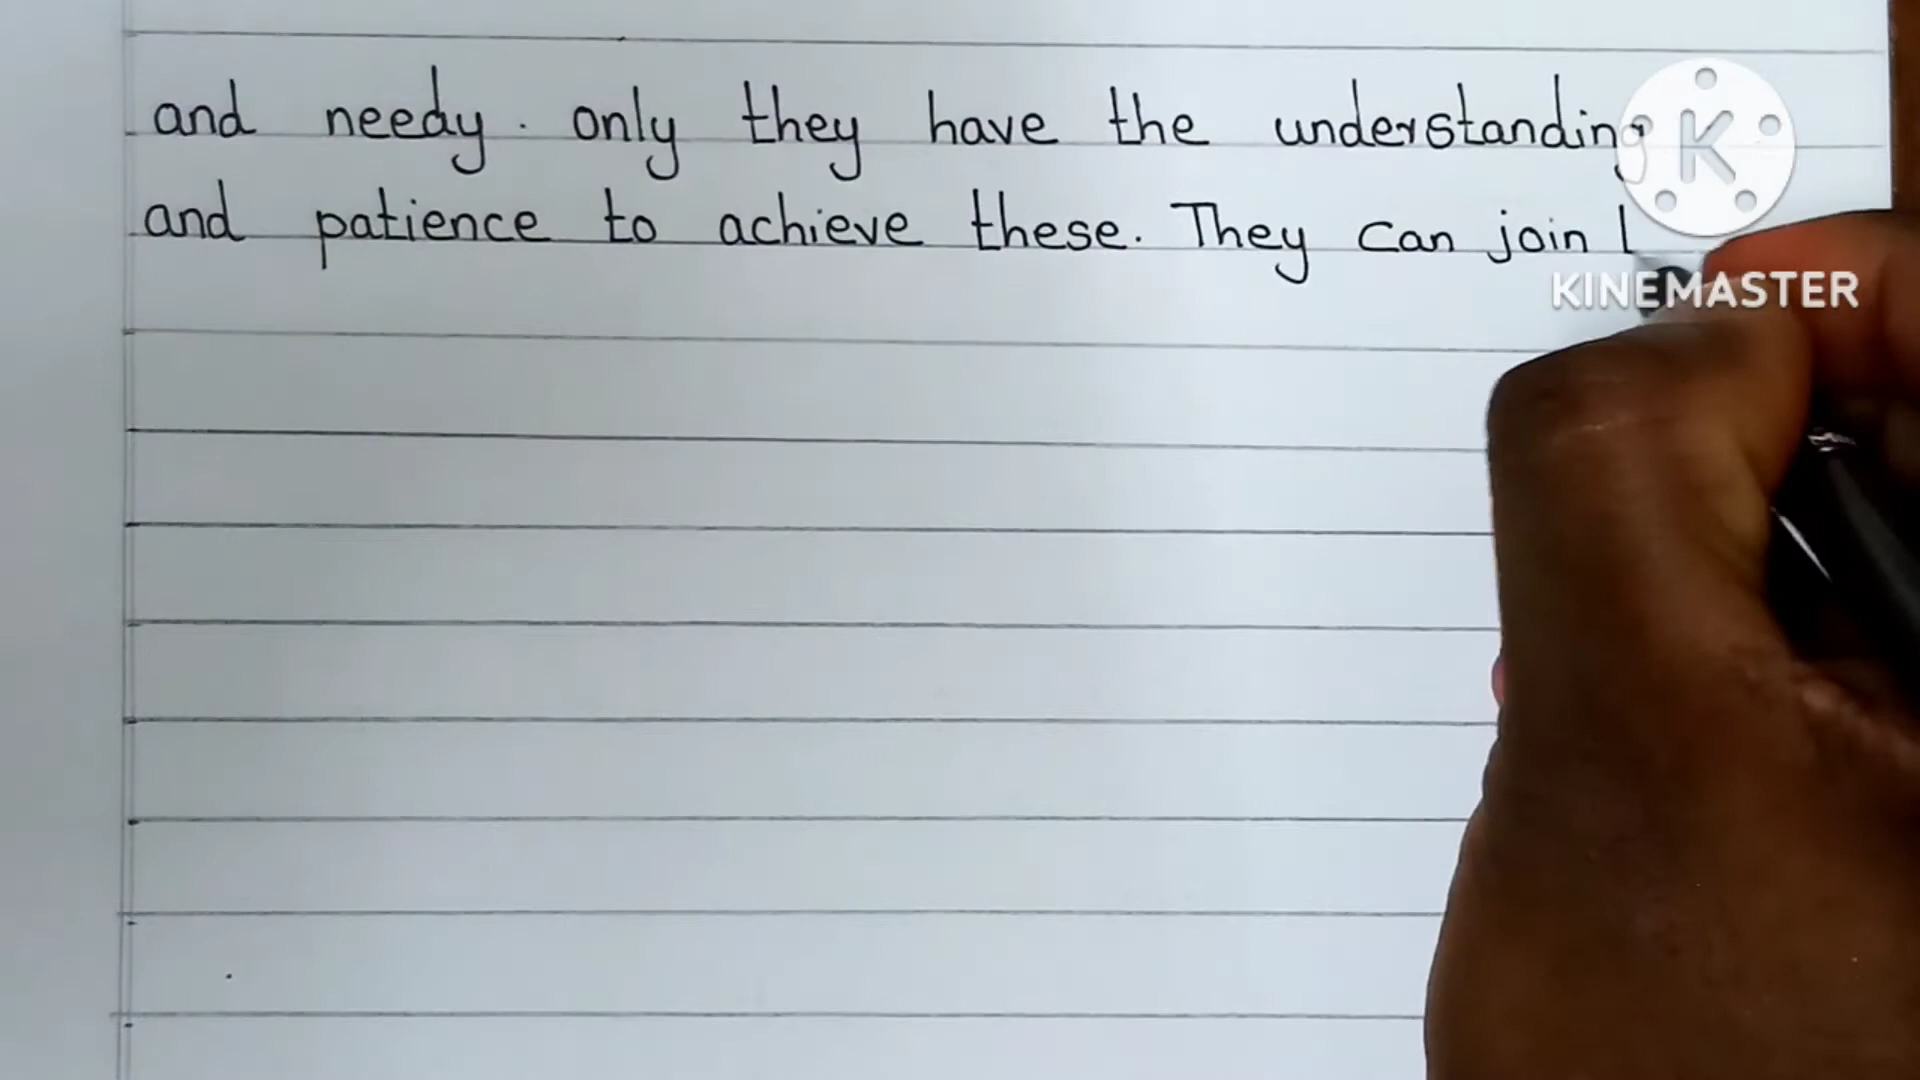 and needy. only they have the understanding
and patience to achieve these. They can join
K
KINEMASTER